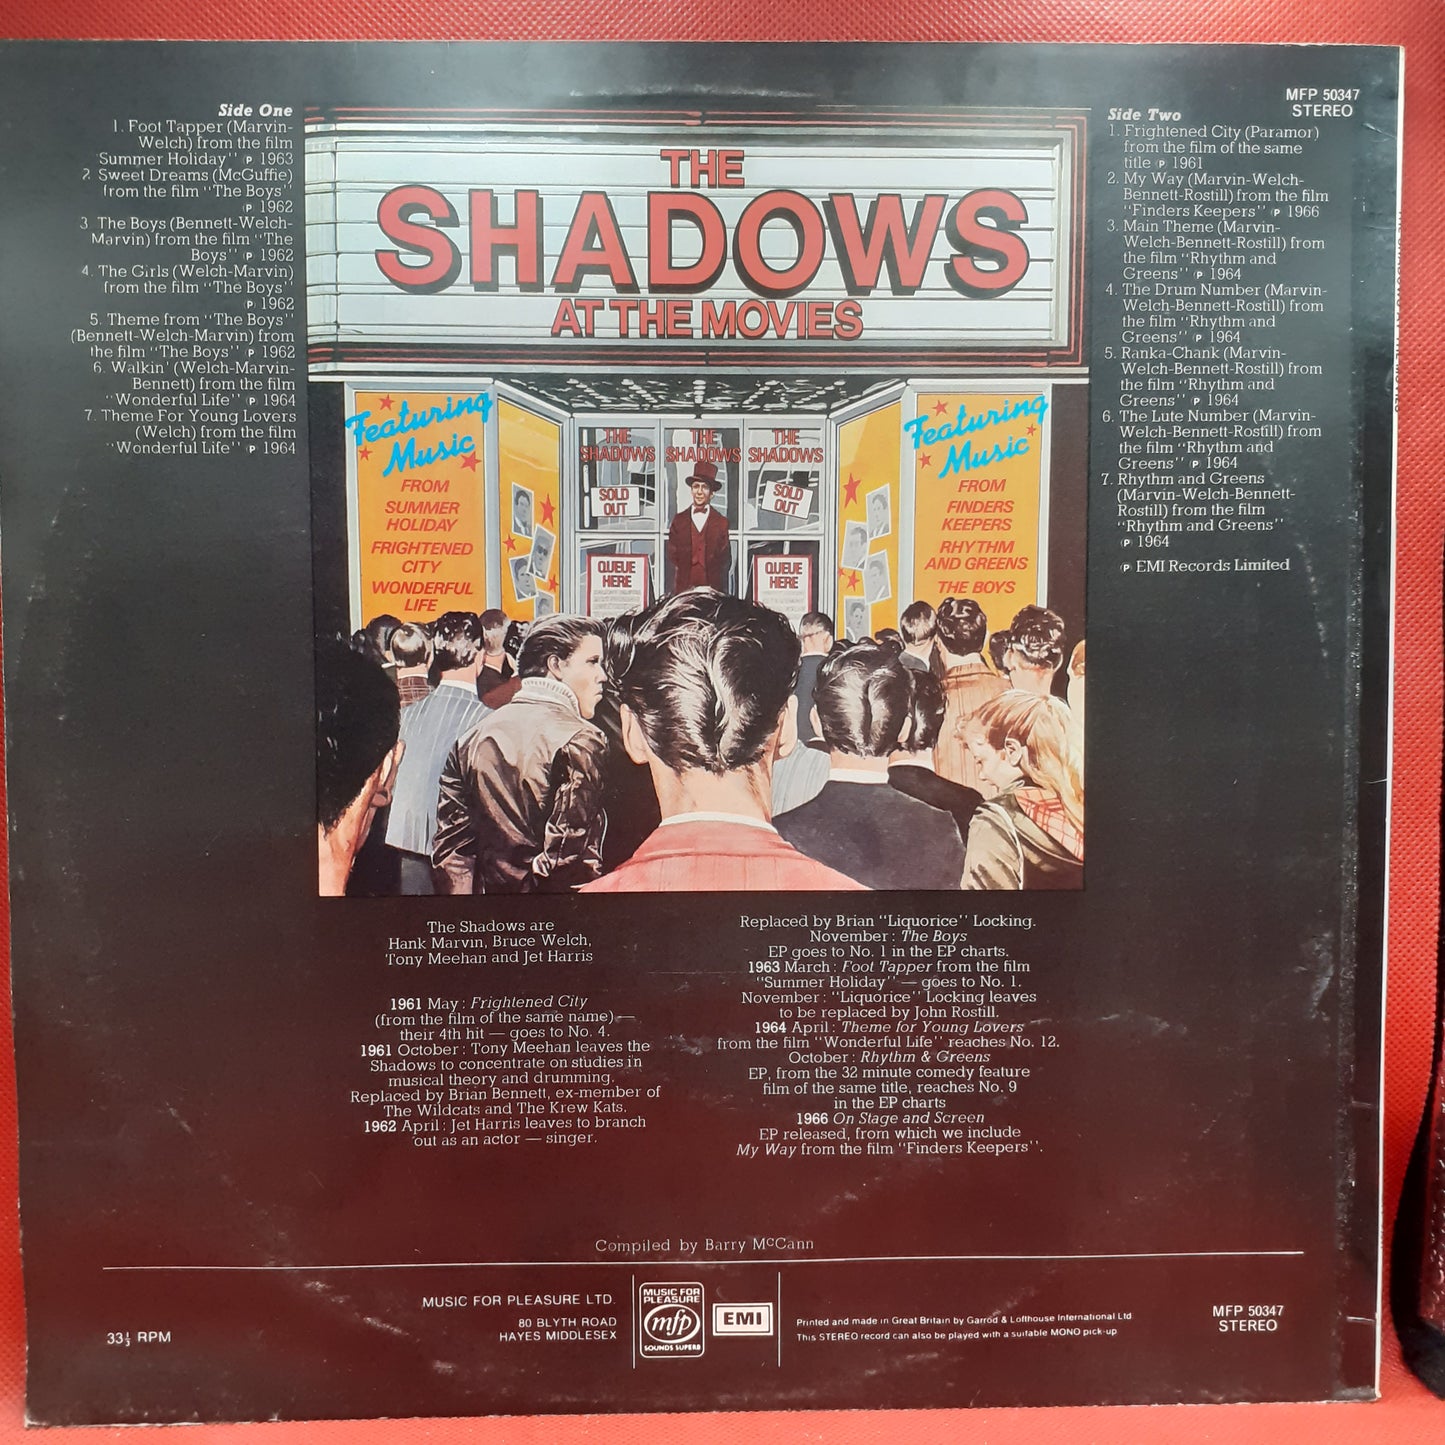 Side One
1. Foot Tapper (Marvin-
Welch) from the film
Summer Holiday'' ℗ 1963
2. Sweet Dreams (McGuffie)
from the film ''The Boys''
℗ 1962
3 The Boys (Bennett-Welch-
Marvin) from the film ''The
Boys'' ℗ 1962
4. The Girls (Welch-Marvin)
from the film ''The Boys''
℗ 1962
5. Theme from ''The Boys''
(Bennett-Welch-Marvin) from
the film ''The Boys'' ℗ 1962
6. Walkin' (Welch-Marvin-
Bennett) from the film
''Wonderful Life'' ℗ 1964
7. Theme For Young Lovers
(Welch) from the film
''Wonderful Life'' ℗ 1964
THE
SHADOWS
AT THE MOVIES
Featuring
Music
FROM
SUMMER
HOLIDAY
FRIGHTENED
CITY
WONDERFUL
LIFE
THE
SHADOWS
THE
SHADOWS
THE
SHADOWS
SOLD
OUT
SOLD
OUT
QUEUE
HERE
QUEUE
HERE
Featuring
Music
FROM
FINDERS
KEEPERS
RHYTHM
AND GREENS
THE BOYS
MFP 50347
STEREO
Side Two
1. Frightened City (Paramor)
from the film of the same
title ℗ 1961
2. My Way (Marvin-Welch-
Bennett-Rostill) from the film
''Finders Keepers'' ℗ 1966
3. Main Theme (Marvin-
Welch-Bennett-Rostill) from
the film ''Rhythm and
Greens'' ℗ 1964
4. The Drum Number (Marvin-
Welch-Bennett-Rostill) from
the film ''Rhythm and
Greens'' ℗ 1964
5. Ranka-Chank (Marvin-
Welch-Bennett-Rostill) from
the film ''Rhythm and
Greens'' ℗ 1964
6. The Lute Number (Marvin-
Welch-Bennett-Rostill) from
the film ''Rhythm and
Greens'' ℗ 1964
7. Rhythm and Greens
(Marvin-Welch-Bennett-
Rostill) from the film
''Rhythm and Greens''
℗ 1964
℗ EMI Records Limited
The Shadows are
Hank Marvin, Bruce Welch,
Tony Meehan and Jet Harris
1961 May : Frightened City
(from the film of the same name) —
their 4th hit — goes to No. 4.
1961 October : Tony Meehan leaves the
Shadows to concentrate on studies in
musical theory and drumming.
Replaced by Brian Bennett, ex-member of
The Wildcats and The Krew Kats.
1962 April : Jet Harris leaves to branch
out as an actor — singer.
Replaced by Brian ''Liquorice'' Locking.
November : The Boys
EP goes to No. 1 in the EP charts.
1963 March : Foot Tapper from the film
''Summer Holiday'' — goes to No. 1.
November : ''Liquorice'' Locking leaves
to be replaced by John Rostill.
1964 April : Theme for Young Lovers
from the film ''Wonderful Life'' reaches No. 12.
October : Rhythm & Greens
EP, from the 32 minute comedy feature
film of the same title, reaches No. 9
in the EP charts
1966 On Stage and Screen
EP released, from which we include
My Way from the film ''Finders Keepers''.
Compiled by Barry McCann
33⅓ RPM
MUSIC FOR PLEASURE LTD.
80 BLYTH ROAD
HAYES MIDDLESEX
MUSIC FOR
PLEASURE
mfp
SOUNDS SUPERB
EMI
Printed and made in Great Britain by Garrod & Lofthouse International Ltd
This STEREO record can also be played with a suitable MONO pick-up
MFP 50347
STEREO